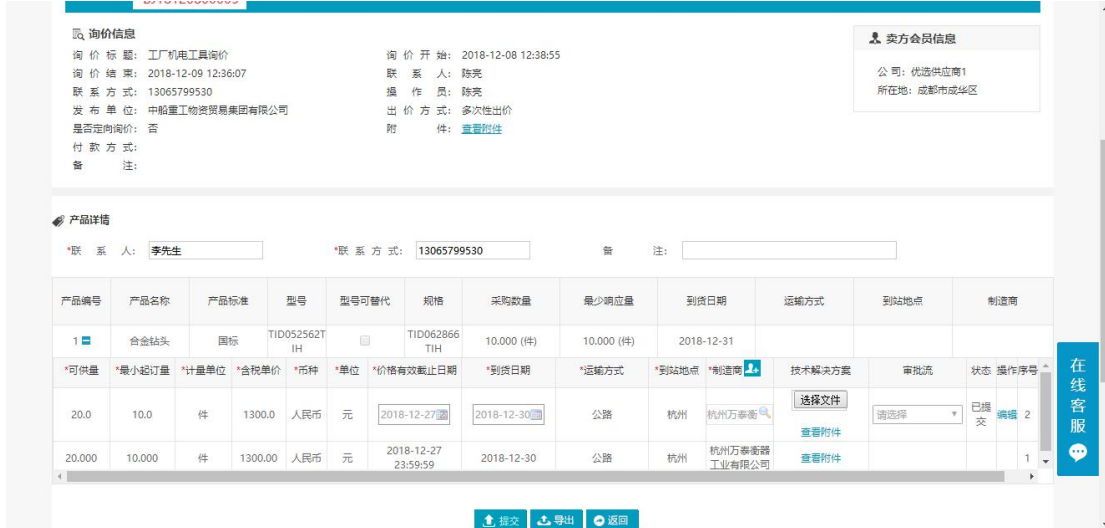 询价信息
询 价 标 题: 工厂机电工具询价 询 价 开 始: 2018-12-08 12:38:55
询 价 结 束: 2018-12-09 12:36:07 联 系 人: 陈亮
联 系 方 式: 13065799530 操 作 员: 陈亮
发 布 单 位: 中船重工物资贸易集团有限公司 出 价 方 式: 多次性出价
是否定向询价: 否 附 件: 查看附件
付 款 方 式:
备 注:
卖方会员信息
公 司: 优选供应商1
所在地: 成都市成华区
产品详情
*联 系 人: 李先生 *联 系 方 式: 13065799530 备 注:
产品编号 产品名称 产品标准 型号 型号可替代 规格 采购数量 最少响应量 到货日期 运输方式 到站地点 制造商
1 合金钻头 国标 TID052562TIH TID062866TIH 10.000 (件) 10.000 (件) 2018-12-31
*可供量 *最小起订量 *计量单位 *含税单价 *币种 *单位 *价格有效截止日期 *到货日期 *运输方式 *到站地点 *制造商 技术解决方案 审批流 状态 操作 序号
20.0 10.0 件 1300.0 人民币 元 2018-12-27 2018-12-30 公路 杭州 杭州万泰衡 选择文件 查看附件 请选择 已提交 编辑 2
20.000 10.000 件 1300.00 人民币 元 2018-12-27 23:59:59 2018-12-30 公路 杭州 杭州万泰衡器工业有限公司 查看附件 1
提交 导出 返回
在线客服